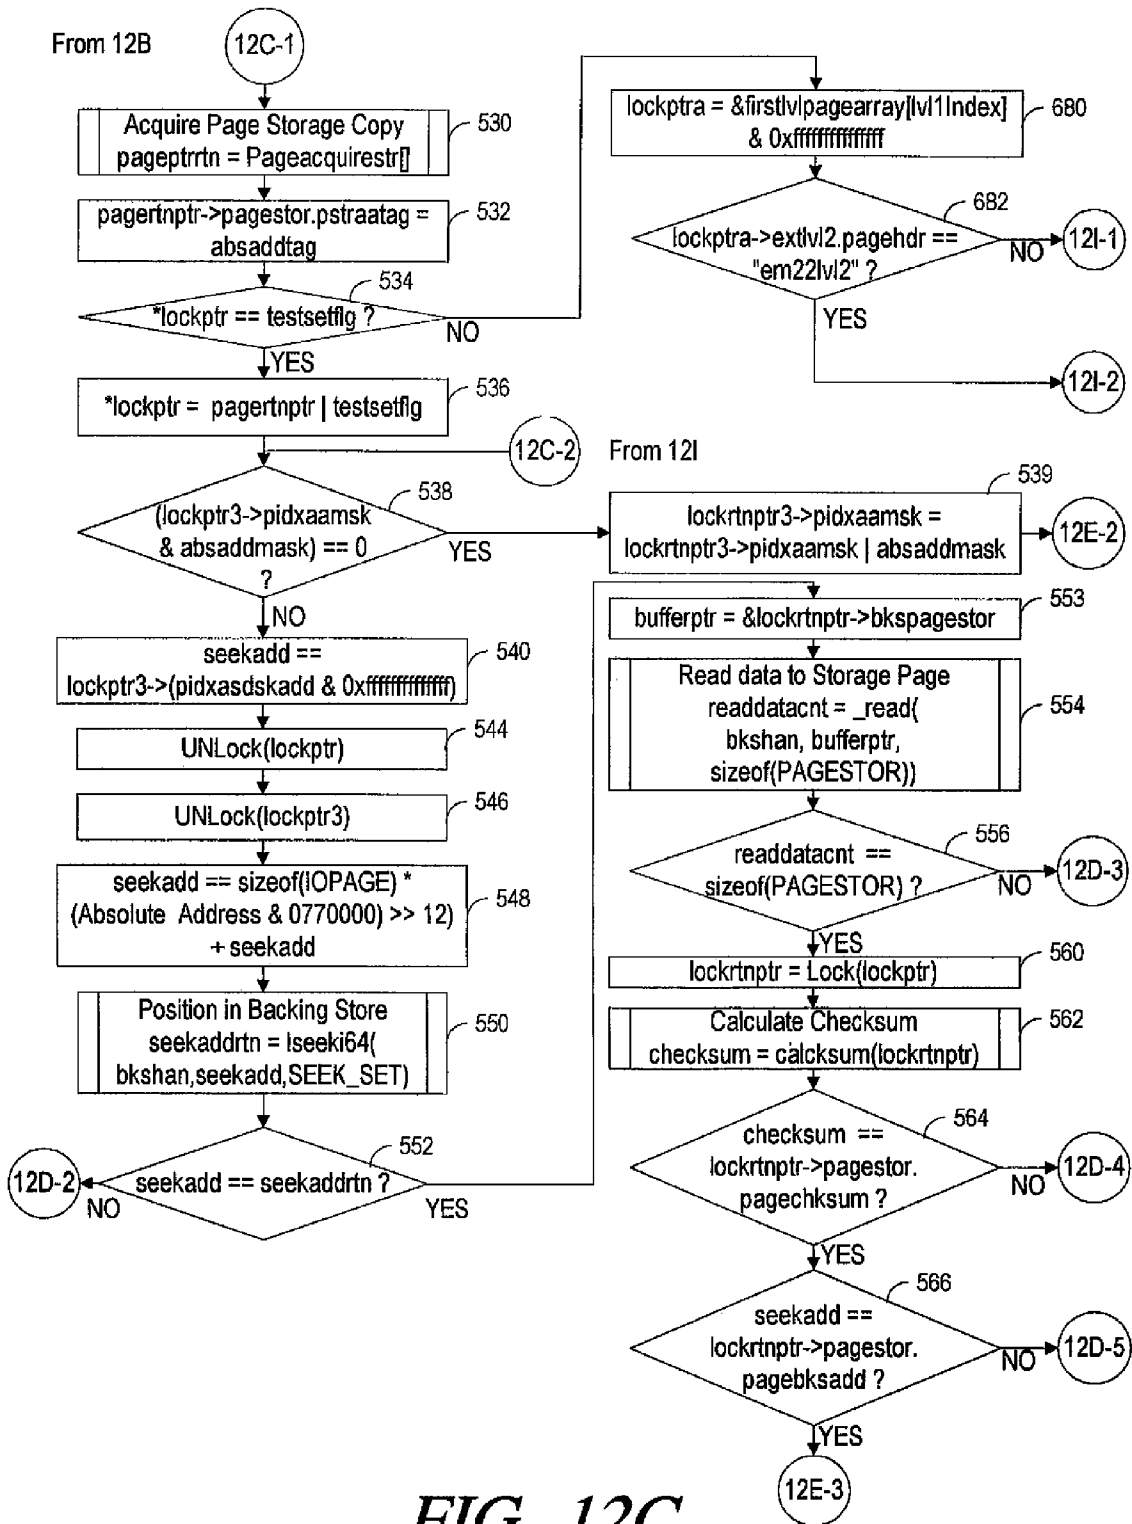 From 12B
12C-1
Acquire Page Storage Copy
pageptrrtn = Pageacquirestr[]
530
pagertnptr->pagestor.pstraatag =
absaddtag
532
534
*lockptr == testsetflg ?
NO
YES
*lockptr = pagertnptr | testsetflg
536
12C-2
From 12I
538
(lockptr3->pidxaamsk
& absaddmask) == 0
?
YES
NO
seekadd ==
lockptr3->(pidxasdskadd & 0xffffffffffffff)
540
UNLock(lockptr)
544
UNLock(lockptr3)
546
seekadd == sizeof(IOPAGE) *
(Absolute Address & 0770000) >> 12)
+ seekadd
548
Position in Backing Store
seekaddrtn = lseeki64(
bkshan,seekadd,SEEK_SET)
550
552
seekadd == seekaddrtn ?
12D-2
NO
YES
lockptra = &firstlvlpagearray[lvl1Index]
& 0xfffffffffffffff
680
682
lockptra->extlvl2.pagehdr ==
"em22lvl2" ?
NO
12I-1
YES
12I-2
539
lockrtnptr3->pidxaamsk =
lockrtnptr3->pidxaamsk | absaddmask
12E-2
bufferptr = &lockrtnptr->bkspagestor
553
Read data to Storage Page
readdatacnt = _read(
bkshan, bufferptr,
sizeof(PAGESTOR))
554
556
readdatacnt ==
sizeof(PAGESTOR) ?
NO
12D-3
YES
lockrtnptr = Lock(lockptr)
560
Calculate Checksum
checksum = calcksum(lockrtnptr)
562
564
checksum ==
lockrtnptr->pagestor.
pagechksum ?
NO
12D-4
YES
566
seekadd ==
lockrtnptr->pagestor.
pagebksadd ?
NO
12D-5
YES
12E-3
FIG. 12C